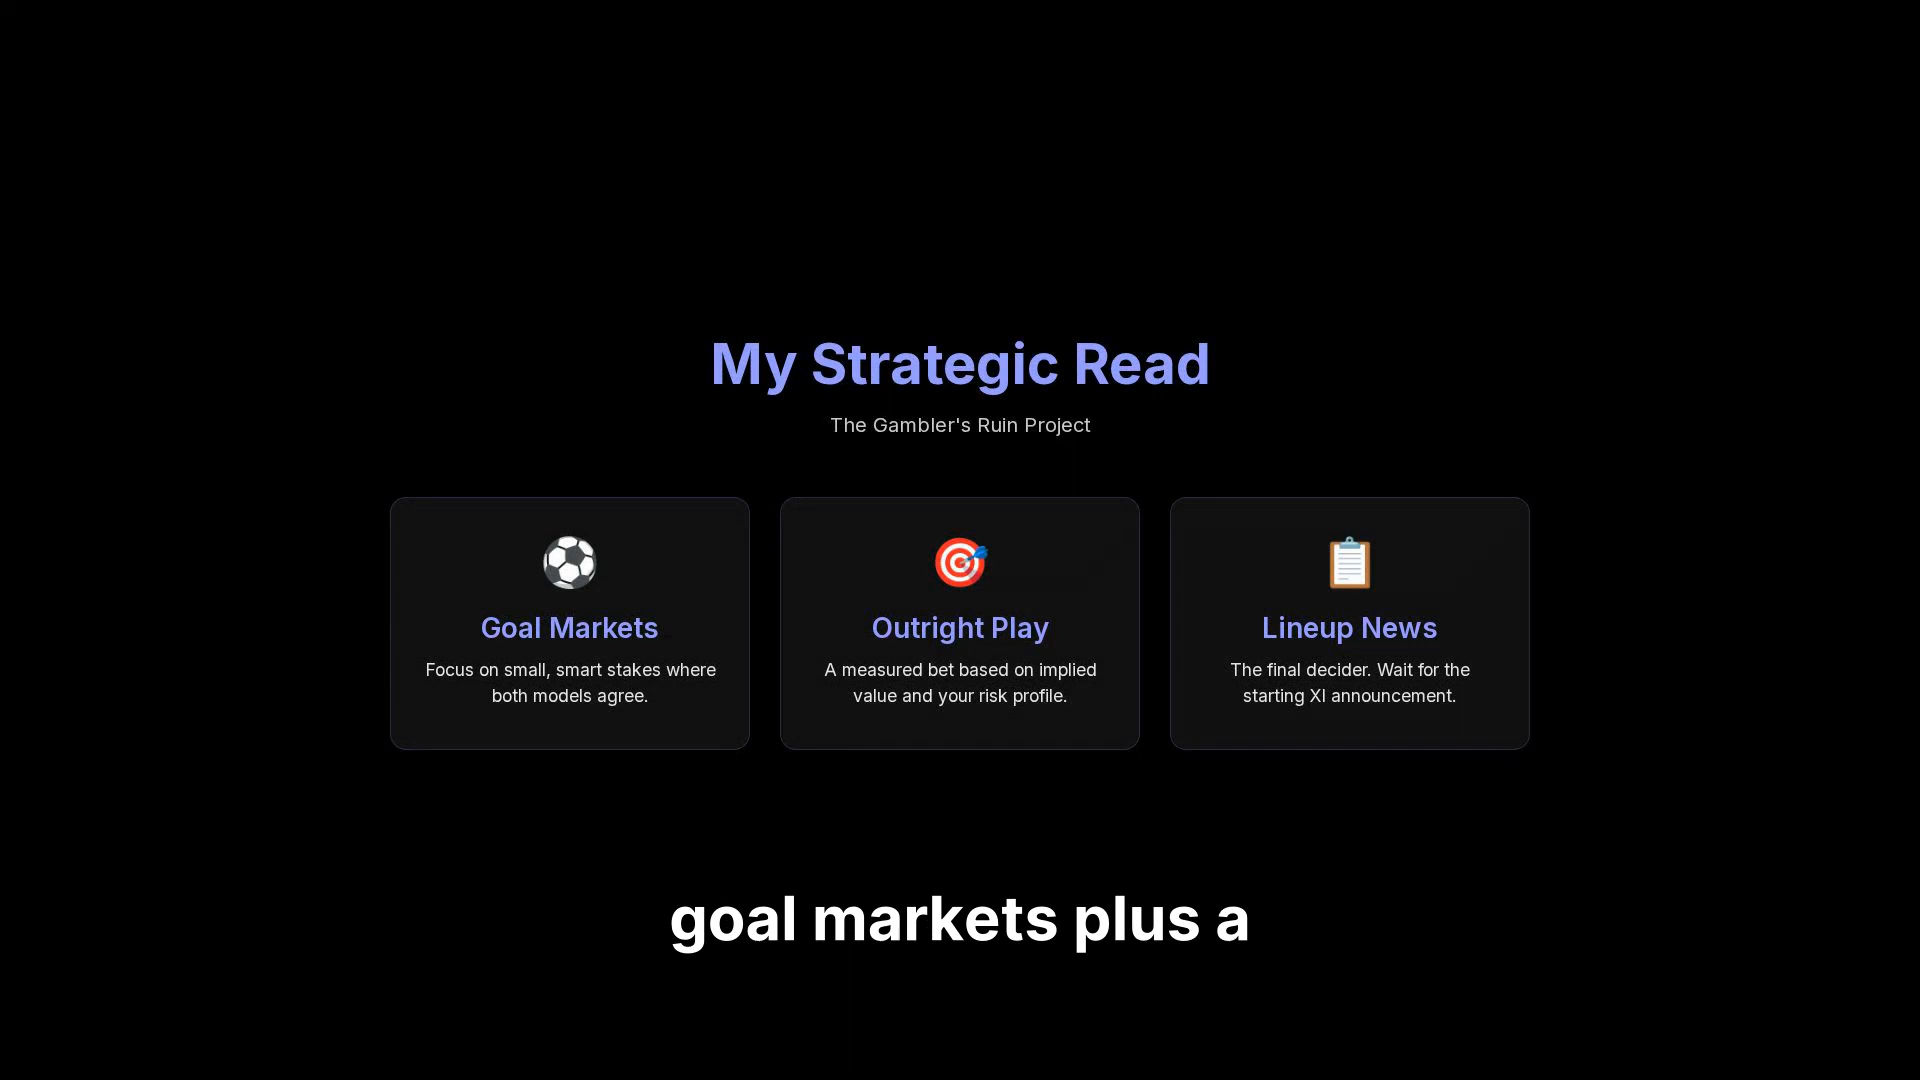 My Strategic Read
The Gambler's Ruin Project
Goal Markets
Focus on small, smart stakes where
both models agree.
Outright Play
A measured bet based on implied
value and your risk profile.
Lineup News
The final decider. Wait for the
starting XI announcement.
goal markets plus a